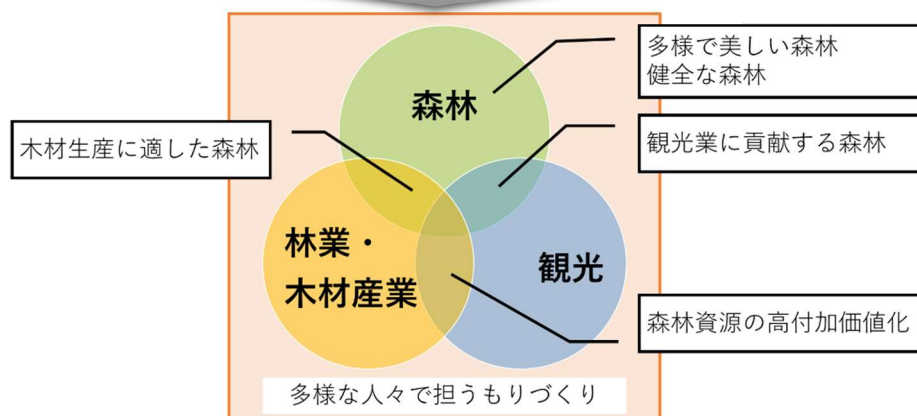 多様で美しい森林
健全な森林
森林
木材生産に適した森林
観光業に貢献する森林
林業・
木材産業
観光
森林資源の高付加価値化
多様な人々で担うもりづくり